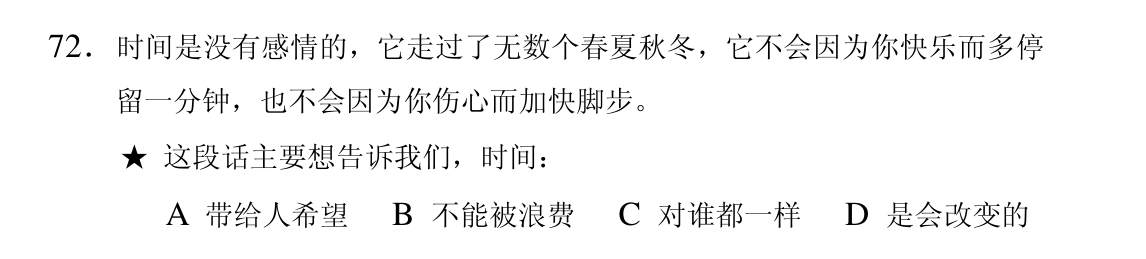 72. 时间是没有感情的，它走过了无数个春夏秋冬，它不会因为你快乐而多停
留一分钟，也不会因为你伤心而加快脚步。
★ 这段话主要想告诉我们，时间：
A 带给人希望 B 不能被浪费 C 对谁都一样 D 是会改变的